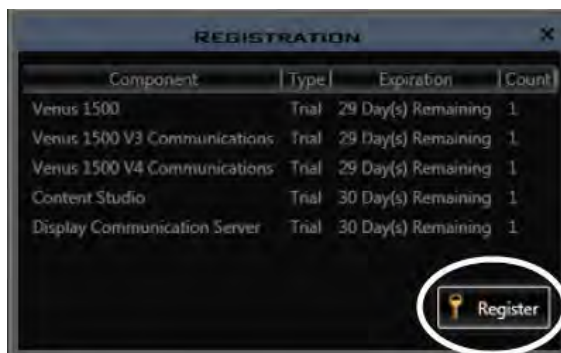 REGISTRATION ×
Component Type Expiration Count
Venus 1500 Trial 29 Day(s) Remaining 1
Venus 1500 V3 Communications Trial 29 Day(s) Remaining 1
Venus 1500 V4 Communications Trial 29 Day(s) Remaining 1
Content Studio Trial 30 Day(s) Remaining 1
Display Communication Server Trial 30 Day(s) Remaining 1
Register